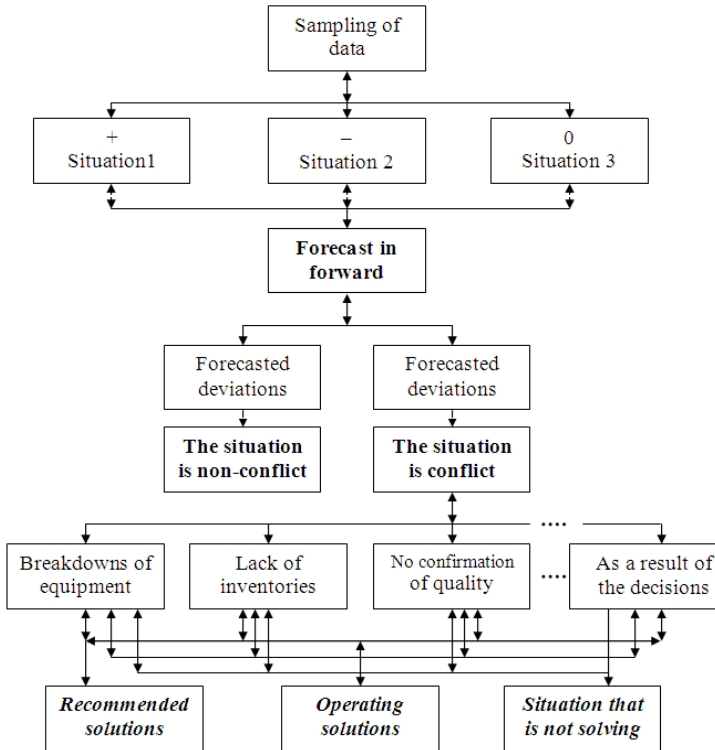 Sampling of
data
+
Situation1
–
Situation 2
0
Situation 3
Forecast in
forward
Forecasted
deviations
Forecasted
deviations
The situation
is non-conflict
The situation
is conflict
....
Breakdowns of
equipment
Lack of
inventories
No confirmation
of quality
....
As a result of
the decisions
Recommended
solutions
Operating
solutions
Situation that
is not solving